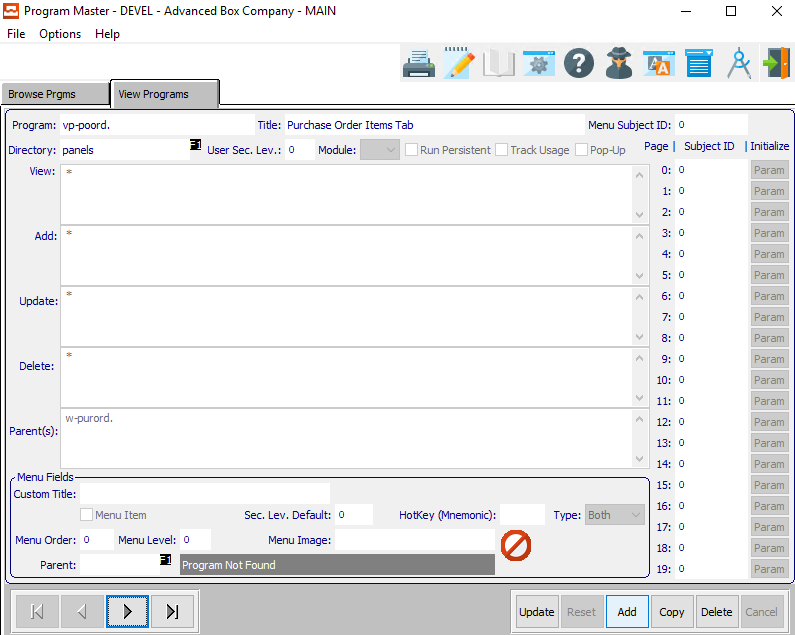 Program Master - DEVEL - Advanced Box Company - MAIN
File Options Help
Browse Prgms View Programs
Program: vp-poord. Title: Purchase Order Items Tab Menu Subject ID: 0
Directory: panels F1 User Sec. Lev.: 0 Module: Run Persistent Track Usage Pop-Up Page | Subject ID | Initialize
View: * 0: 0 Param
1: 0 Param
2: 0 Param
Add: * 3: 0 Param
4: 0 Param
5: 0 Param
Update: * 6: 0 Param
7: 0 Param
8: 0 Param
Delete: * 9: 0 Param
10: 0 Param
11: 0 Param
Parent(s): w-purord. 12: 0 Param
13: 0 Param
14: 0 Param
Menu Fields
Custom Title: 15: 0 Param
Menu Item Sec. Lev. Default: 0 HotKey (Mnemonic): Type: Both 16: 0 Param
17: 0 Param
Menu Order: 0 Menu Level: 0 Menu Image: 18: 0 Param
Parent: F1 Program Not Found 19: 0 Param
Update Reset Add Copy Delete Cancel